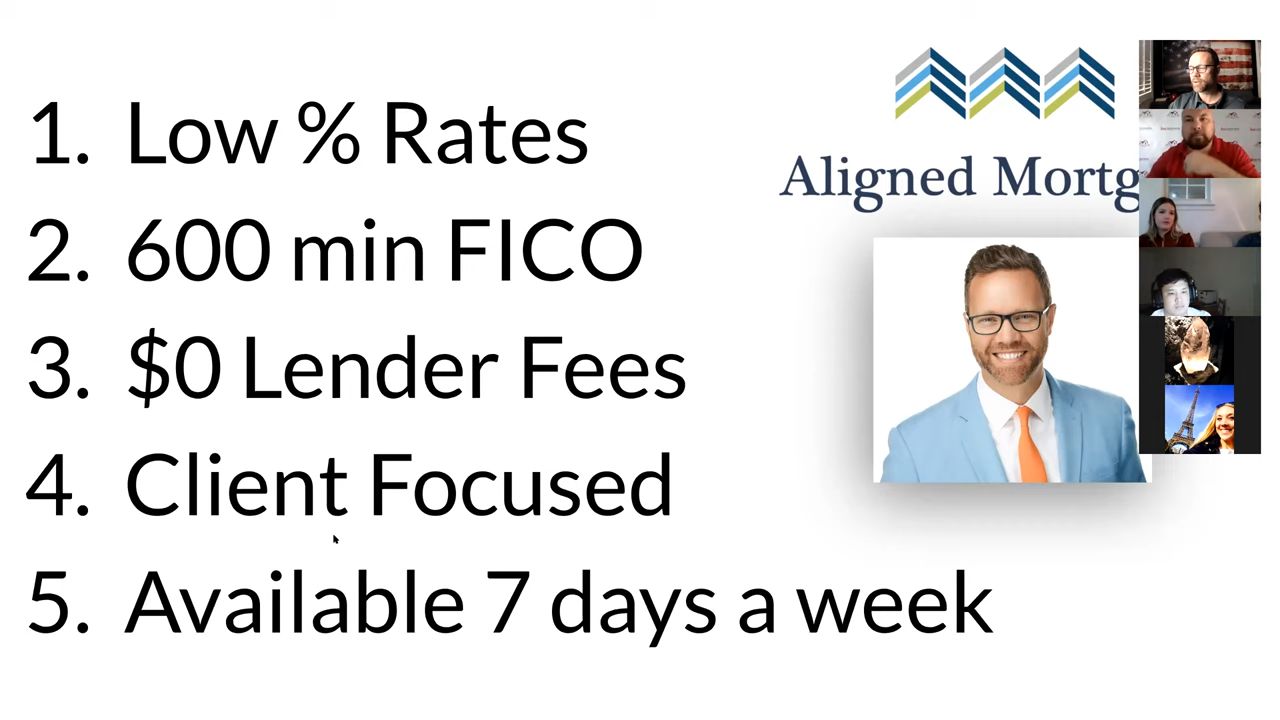 1. Low % Rates
2. 600 min FICO
3. $0 Lender Fees
4. Client Focused
5. Available 7 days a week
Aligned Mortg